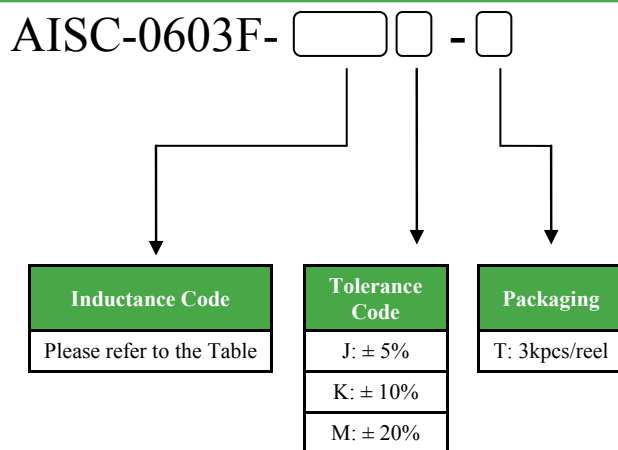 AISC-0603F- -
Inductance Code
Please refer to the Table
Tolerance
Code
J: ± 5%
K: ± 10%
M: ± 20%
Packaging
T: 3kpcs/reel